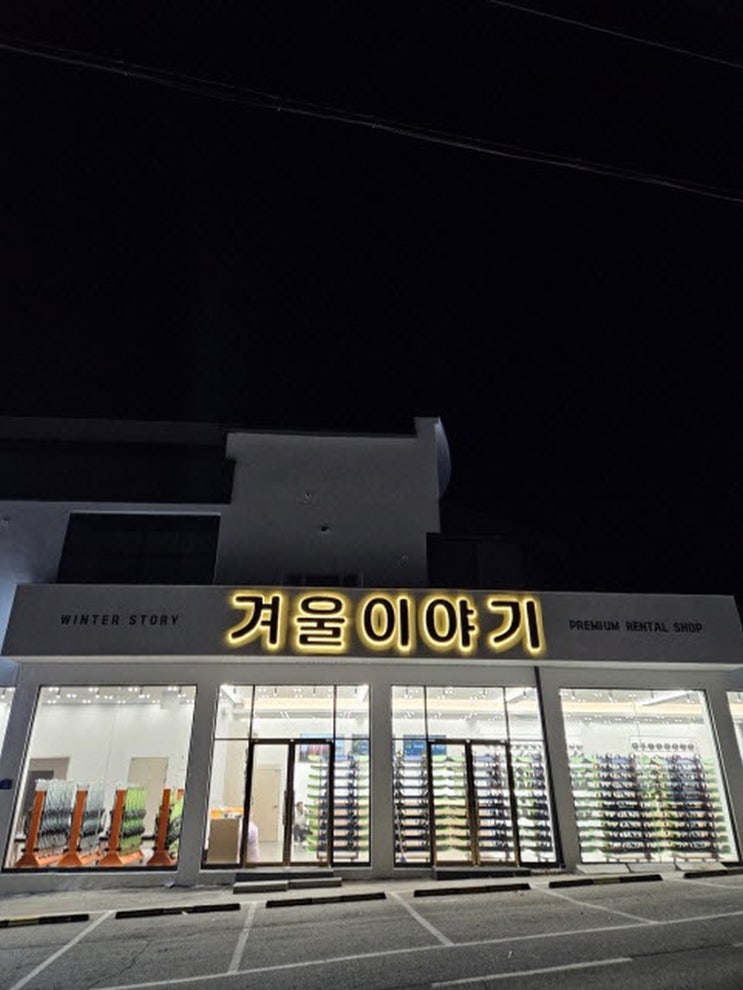 WINTER STORY
겨울이야기
PREMIUM RENTAL SHOP